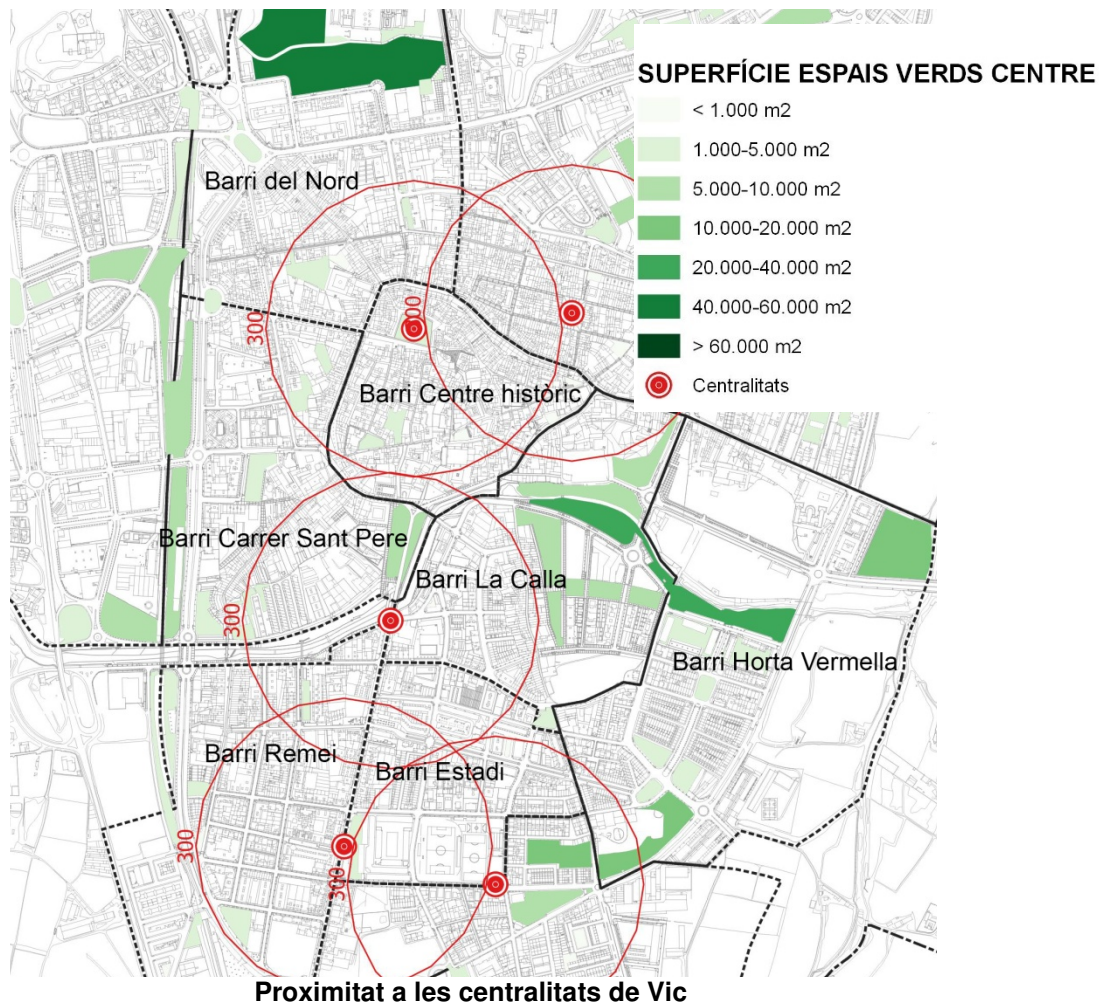 SUPERFÍCIE ESPAIS VERDS CENTRE
< 1.000 m2
1.000-5.000 m2
5.000-10.000 m2
10.000-20.000 m2
20.000-40.000 m2
40.000-60.000 m2
> 60.000 m2
Centralitats
Barri del Nord
300
Barri Centre històric
Barri Carrer Sant Pere
Barri La Calla
300
Barri Horta Vermella
Barri Remei
Barri Estadi
300
300
Proximitat a les centralitats de Vic